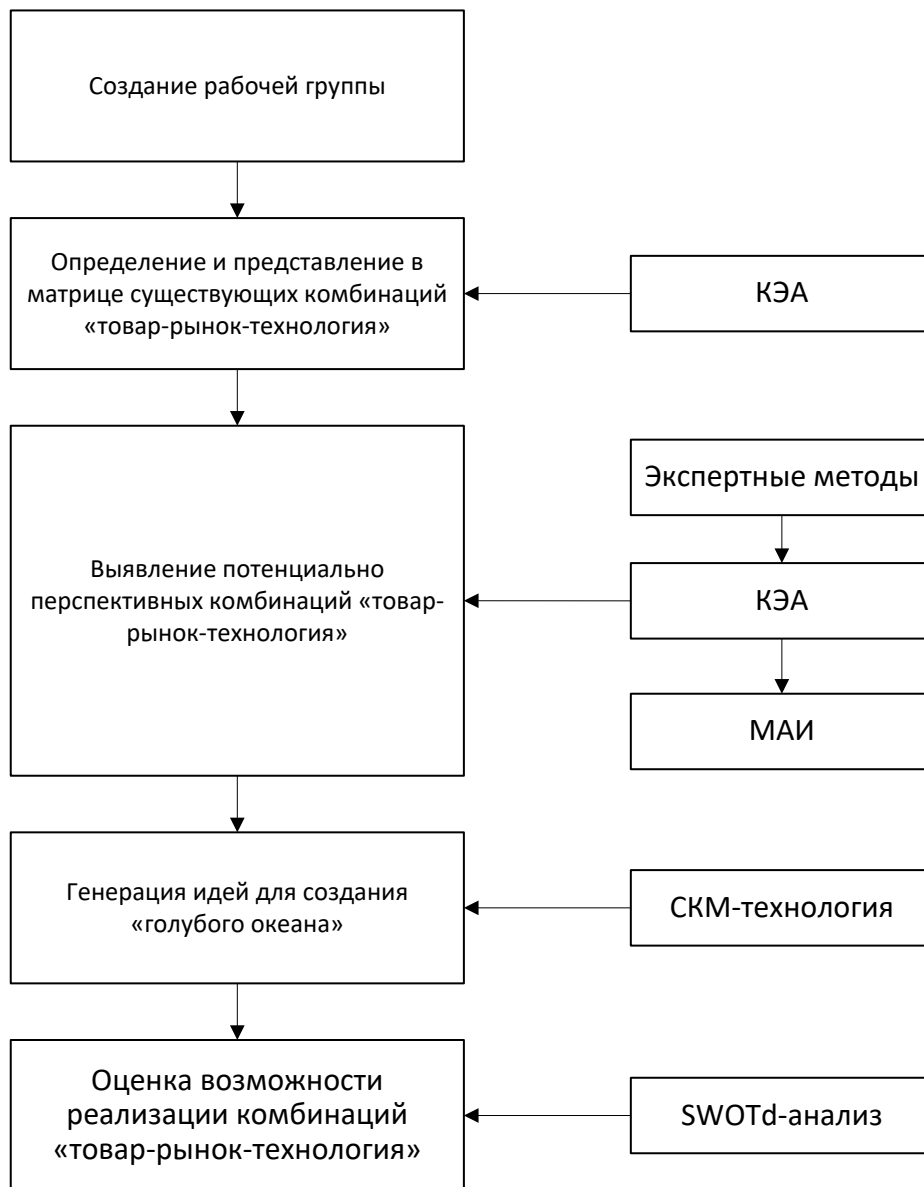 Создание рабочей группы
Определение и представление в
матрице существующих комбинаций
«товар-рынок-технология»
КЭА
Выявление потенциально
перспективных комбинаций «товар-
рынок-технология»
Экспертные методы
КЭА
МАИ
Генерация идей для создания
«голубого океана»
СКМ-технология
Оценка возможности
реализации комбинаций
«товар-рынок-технология»
SWOTd-анализ